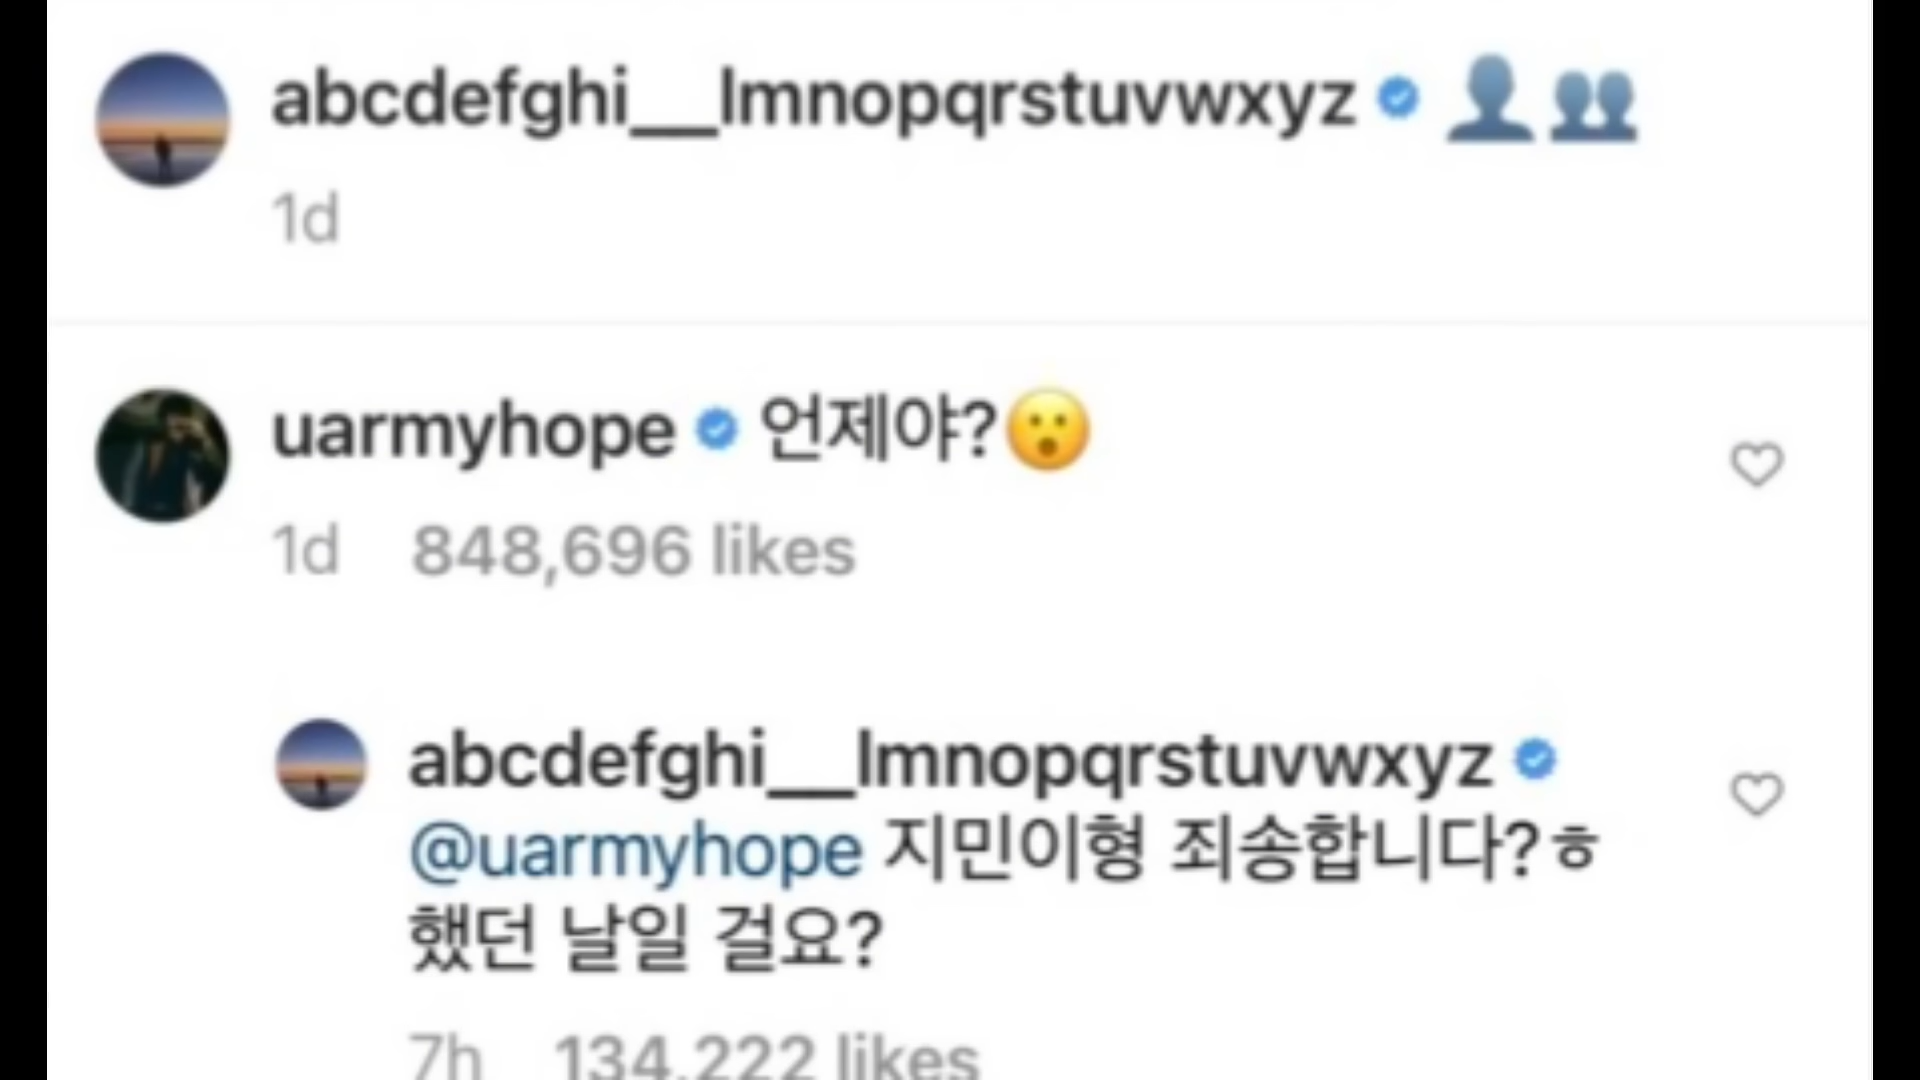 abcdefghi__lmnopqrstuvwxyz 👤👥
1d
uarmyhope 언제야?😮
1d 848,696 likes
abcdefghi__lmnopqrstuvwxyz
@uarmyhope 지민이형 죄송합니다?ㅎ
했던 날일 걸요?
7h 134,222 likes